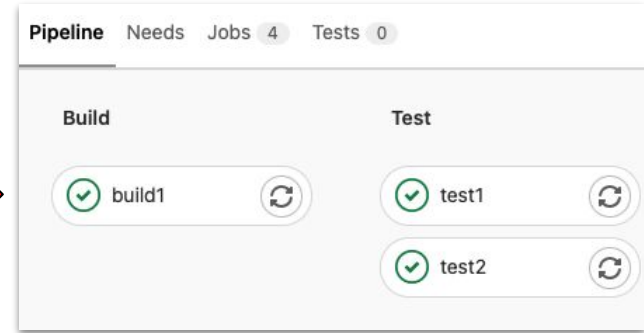 Pipeline Needs Jobs 4 Tests 0
Build Test
build1 test1
test2